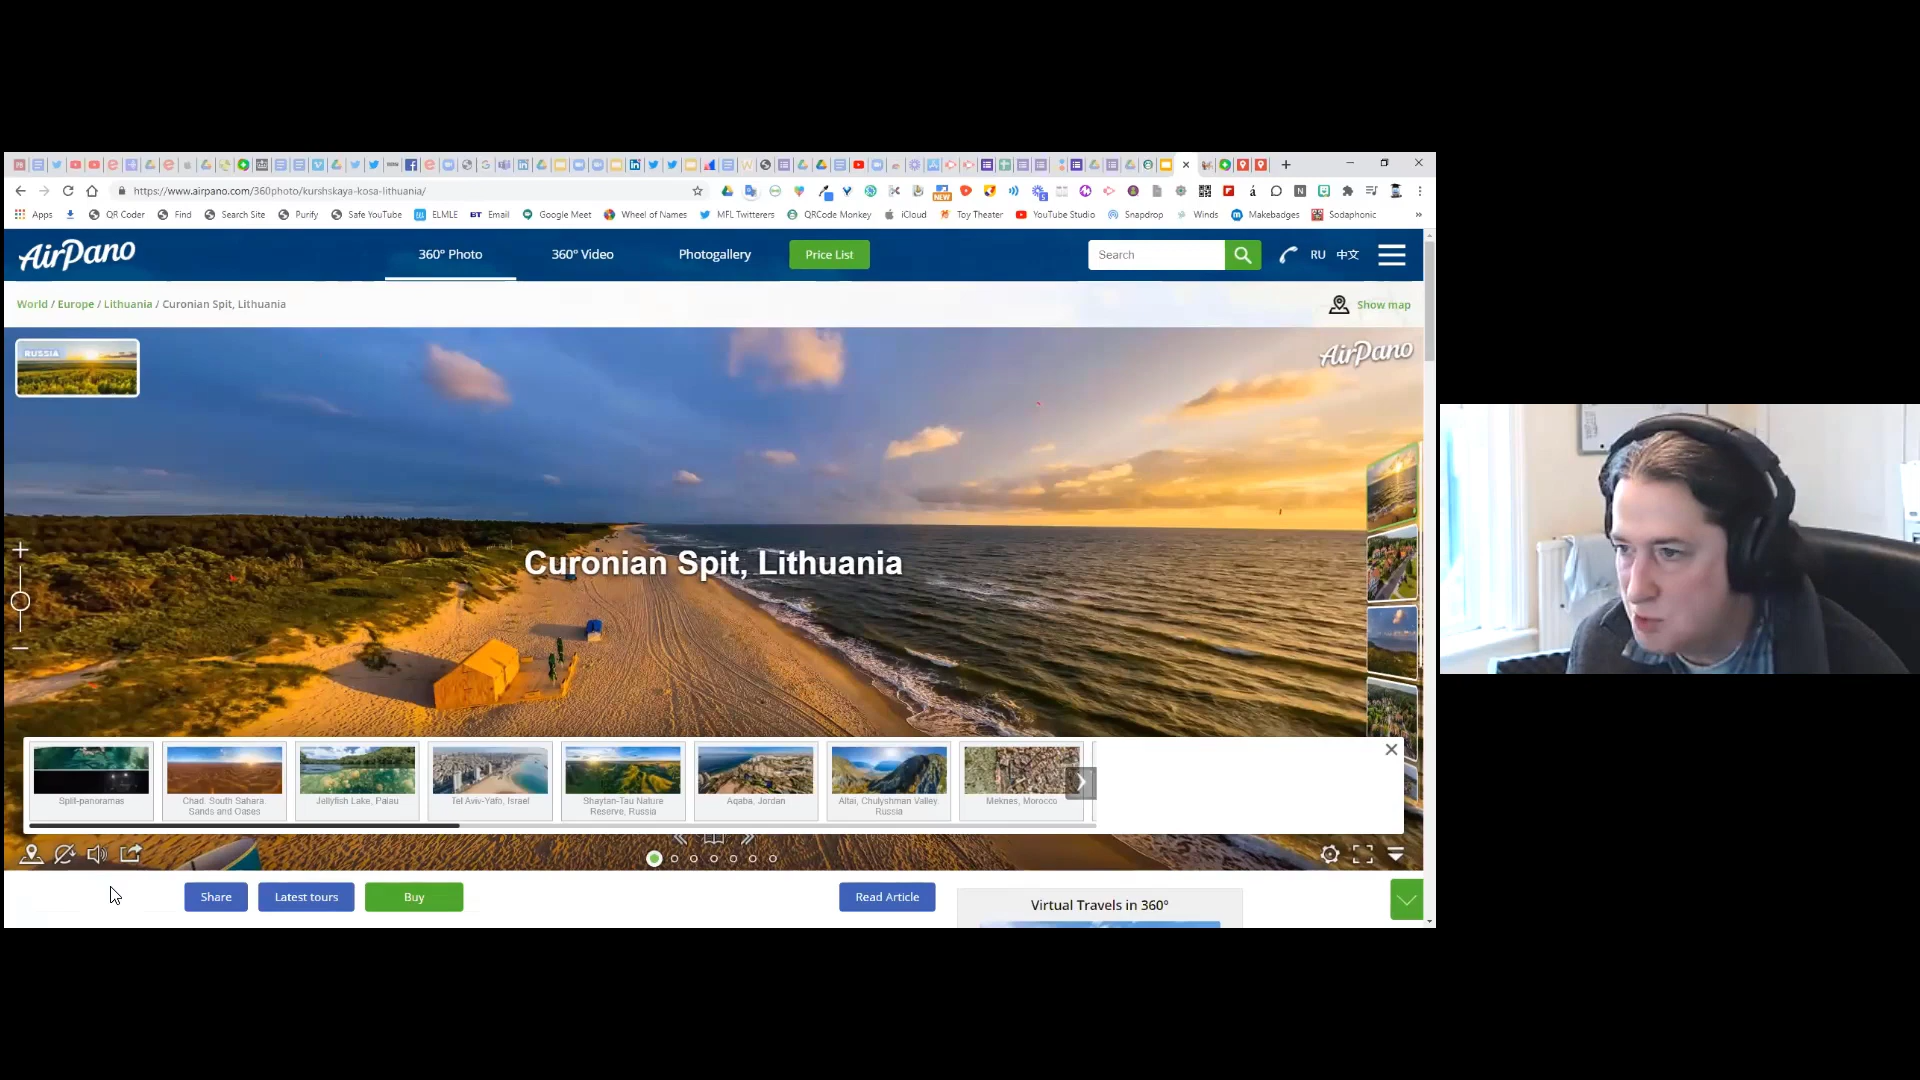 https://www.airpano.com/360photo/kurshskaya-kosa-lithuania/
NEW
Apps QR Coder Find Search Site Purify Safe YouTube ELMLE BT Email Google Meet Wheel of Names MFL Twitterers QRCode Monkey iCloud Toy Theater YouTube Studio Snapdrop Winds Makebadges Sodaphonic »
AirPano 360° Photo 360° Video Photogallery Price List Search RU 中文
World / Europe / Lithuania / Curonian Spit, Lithuania Show map
RUSSIA
AirPano
Curonian Spit, Lithuania
Split-panoramas
Chad. South Sahara. Sands and Oases
Jellyfish Lake, Palau
Tel Aviv-Yafo, Israel
Shaytan-Tau Nature Reserve, Russia
Aqaba, Jordan
Altai, Chulyshman Valley. Russia
Meknes, Morocco
Share Latest tours Buy Read Article
Virtual Travels in 360°